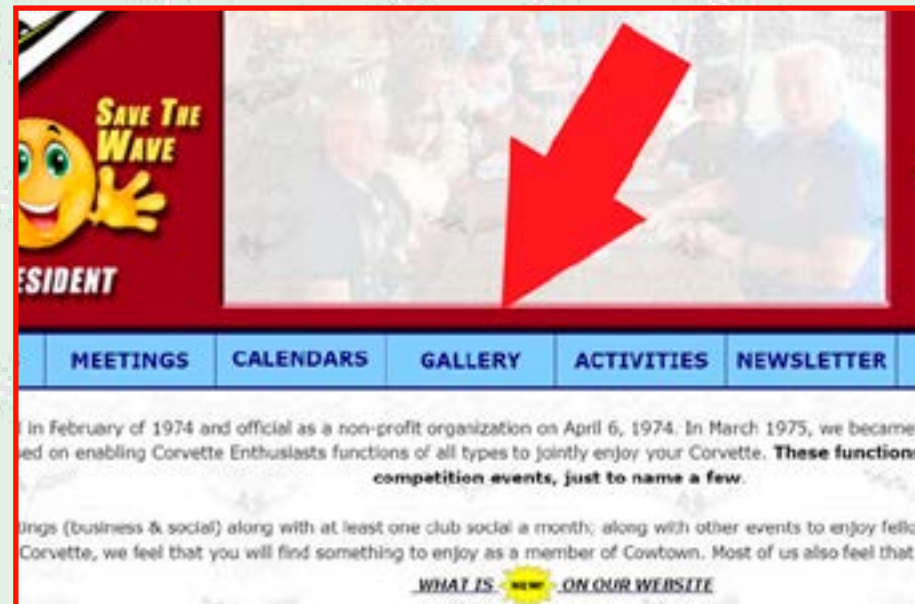 SAVE THE
WAVE
ESIDENT
MEETINGS
CALENDARS
GALLERY
ACTIVITIES
NEWSLETTER
in February of 1974 and official as a non-profit organization on April 6, 1974. In March 1975, we became
sed on enabling Corvette Enthusiasts functions of all types to jointly enjoy your Corvette. These functions
competition events, just to name a few.
tings (business & social) along with at least one club social a month; along with other events to enjoy fello
Corvette, we feel that you will find something to enjoy as a member of Cowtown. Most of us also feel that
WHAT IS NEW! ON OUR WEBSITE